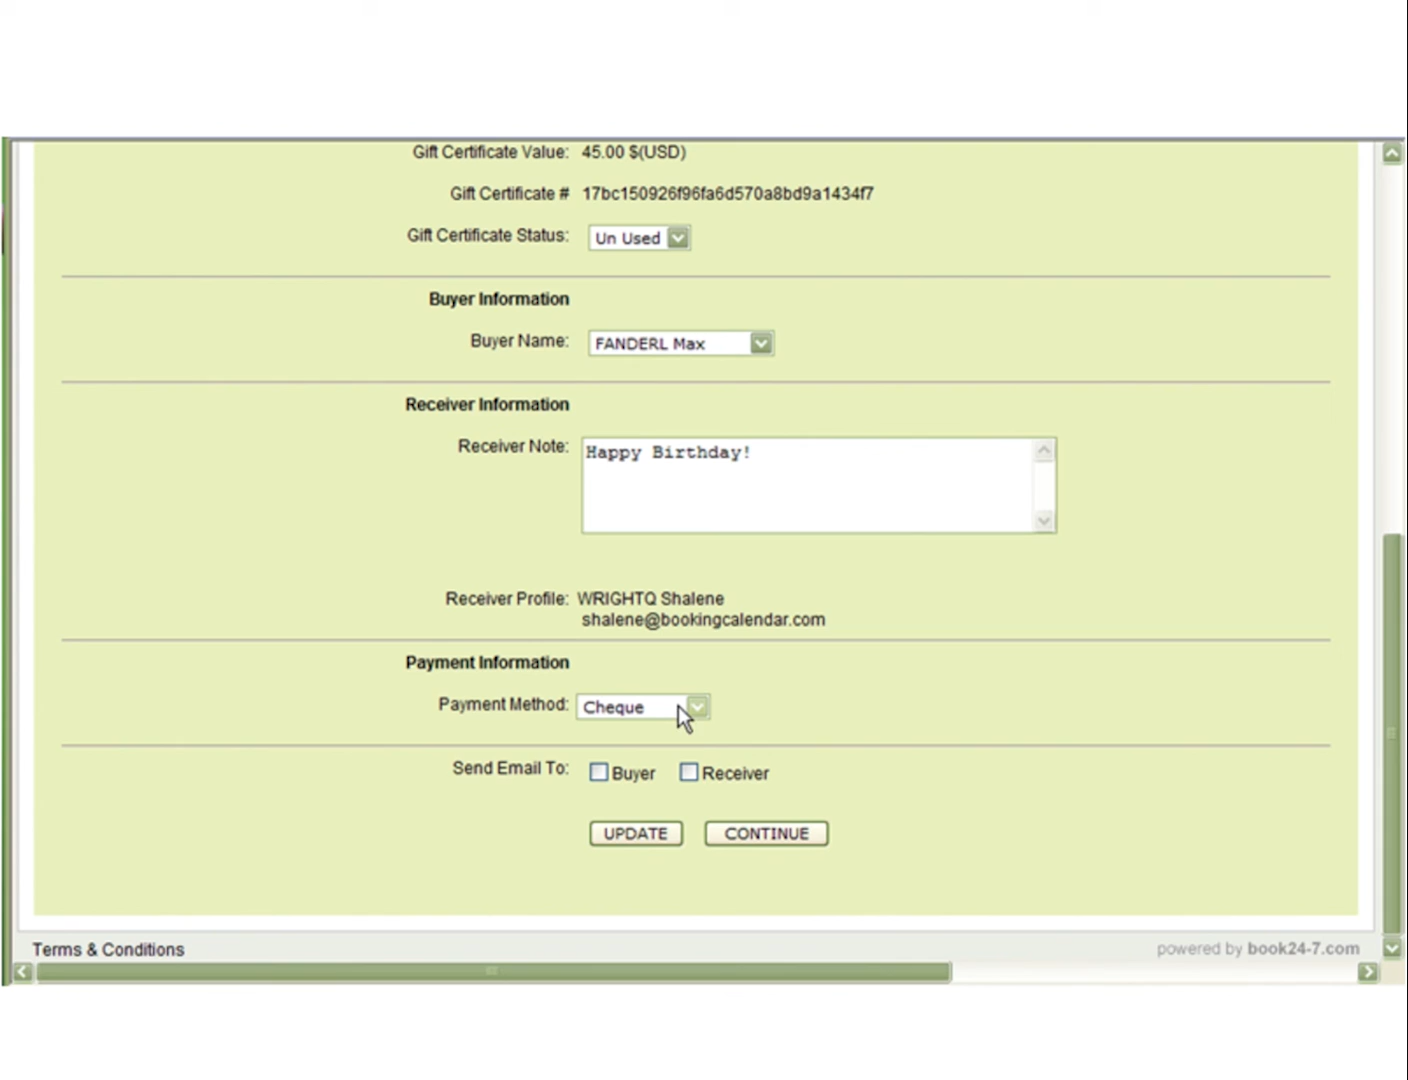 Gift Certificate Value: 45.00 $(USD)
Gift Certificate # 17bc150926f96fa6d570a8bd9a1434f7
Gift Certificate Status: Un Used
Buyer Information
Buyer Name: FANDERL Max
Receiver Information
Receiver Note: Happy Birthday!
Receiver Profile: WRIGHTQ Shalene
shalene@bookingcalendar.com
Payment Information
Payment Method: Cheque
Send Email To: Buyer Receiver
UPDATE CONTINUE
Terms & Conditions powered by book24-7.com